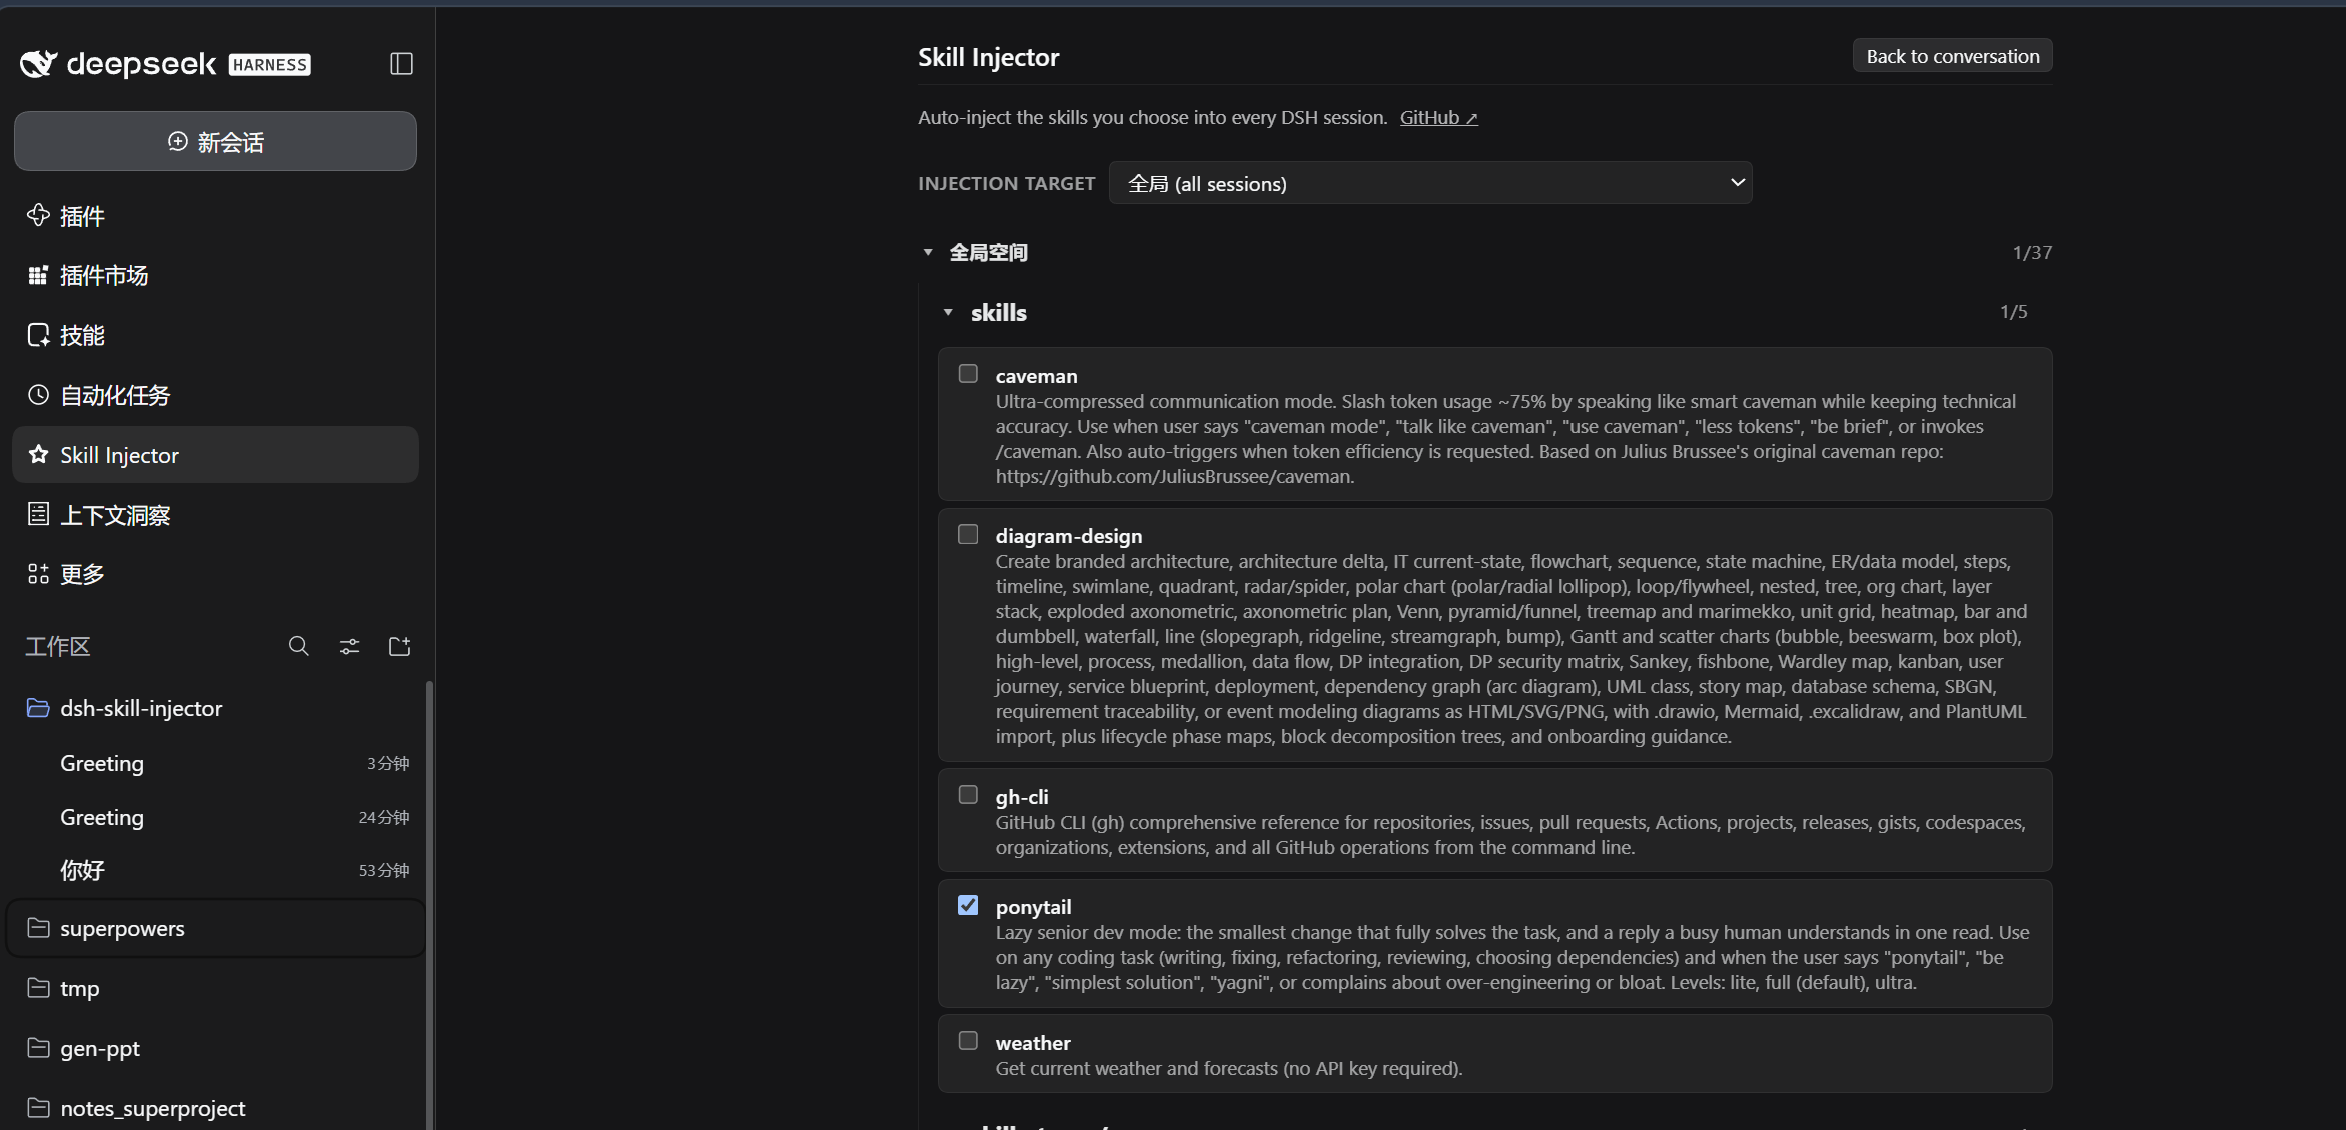 deepseek HARNESS
新会话
插件
插件市场
技能
自动化任务
Skill Injector
上下文洞察
更多
工作区
dsh-skill-injector
Greeting 3分钟
Greeting 24分钟
你好 53分钟
superpowers
tmp
gen-ppt
notes_superproject
Skill Injector
Back to conversation
Auto-inject the skills you choose into every DSH session. GitHub ↗
INJECTION TARGET 全局 (all sessions)
全局空间 1/37
skills 1/5
caveman
Ultra-compressed communication mode. Slash token usage ~75% by speaking like smart caveman while keeping technical
accuracy. Use when user says "caveman mode", "talk like caveman", "use caveman", "less tokens", "be brief", or invokes
/caveman. Also auto-triggers when token efficiency is requested. Based on Julius Brussee's original caveman repo:
https://github.com/JuliusBrussee/caveman.
diagram-design
Create branded architecture, architecture delta, IT current-state, flowchart, sequence, state machine, ER/data model, steps,
timeline, swimlane, quadrant, radar/spider, polar chart (polar/radial lollipop), loop/flywheel, nested, tree, org chart, layer
stack, exploded axonometric, axonometric plan, Venn, pyramid/funnel, treemap and marimekko, unit grid, heatmap, bar and
dumbbell, waterfall, line (slopegraph, ridgeline, streamgraph, bump), Gantt and scatter charts (bubble, beeswarm, box plot),
high-level, process, medallion, data flow, DP integration, DP security matrix, Sankey, fishbone, Wardley map, kanban, user
journey, service blueprint, deployment, dependency graph (arc diagram), UML class, story map, database schema, SBGN,
requirement traceability, or event modeling diagrams as HTML/SVG/PNG, with .drawio, Mermaid, .excalidraw, and PlantUML
import, plus lifecycle phase maps, block decomposition trees, and onboarding guidance.
gh-cli
GitHub CLI (gh) comprehensive reference for repositories, issues, pull requests, Actions, projects, releases, gists, codespaces,
organizations, extensions, and all GitHub operations from the command line.
ponytail
Lazy senior dev mode: the smallest change that fully solves the task, and a reply a busy human understands in one read. Use
on any coding task (writing, fixing, refactoring, reviewing, choosing dependencies) and when the user says "ponytail", "be
lazy", "simplest solution", "yagni", or complains about over-engineering or bloat. Levels: lite, full (default), ultra.
weather
Get current weather and forecasts (no API key required).